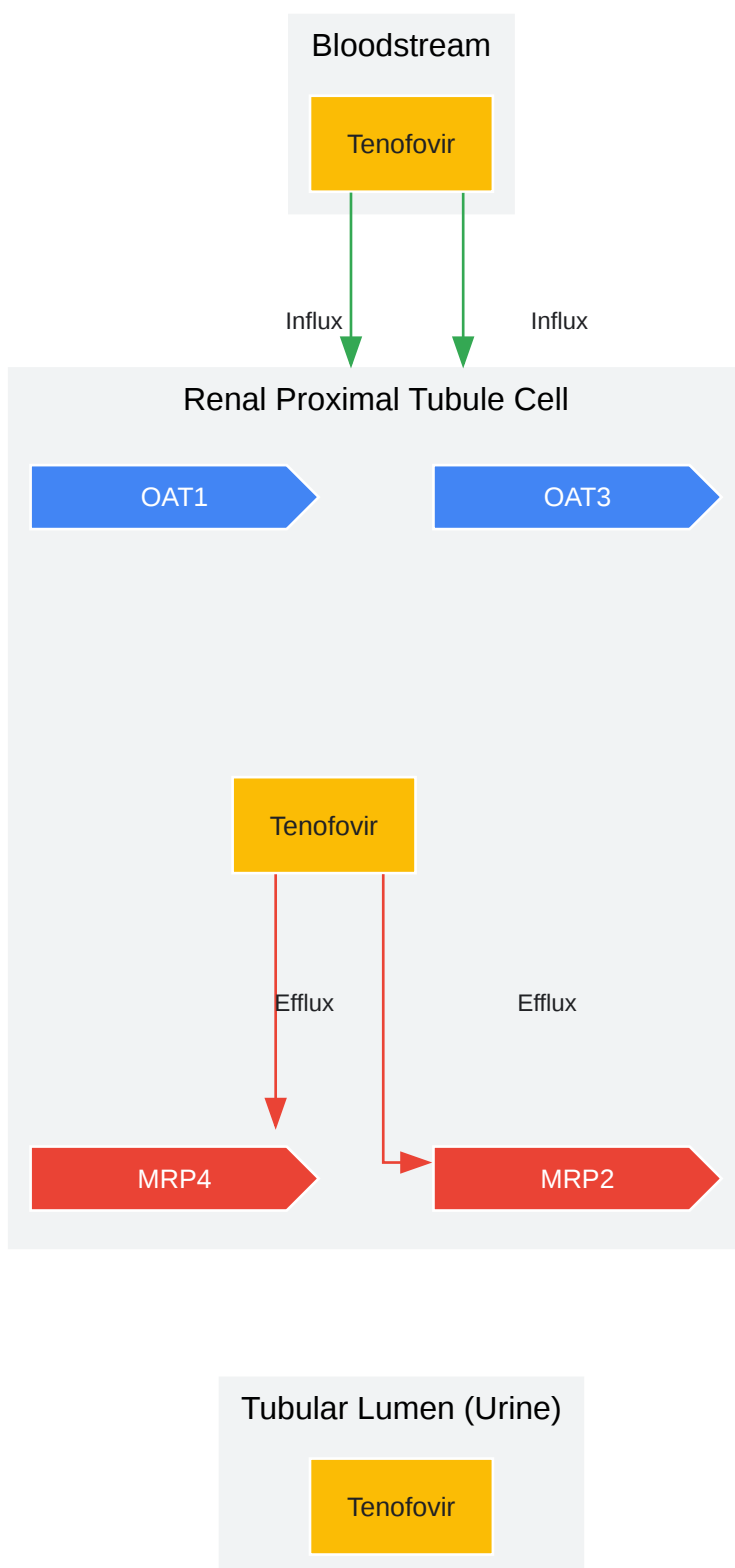 Bloodstream
Tenofovir
Influx
Influx
Renal Proximal Tubule Cell
OAT1
OAT3
Tenofovir
Efflux
Efflux
MRP4
MRP2
Tubular Lumen (Urine)
Tenofovir